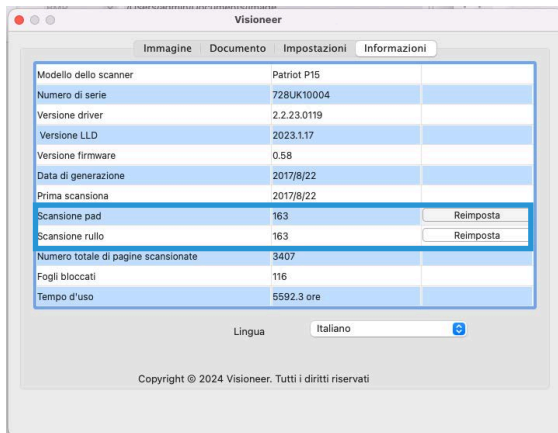 Visioneer
Immagine Documento Impostazioni Informazioni
Modello dello scanner Patriot P15
Numero di serie 728UK10004
Versione driver 2.2.23.0119
Versione LLD 2023.1.17
Versione firmware 0.58
Data di generazione 2017/8/22
Prima scansiona 2017/8/22
Scansione pad 163 Reimposta
Scansione rullo 163 Reimposta
Numero totale di pagine scansionate 3407
Fogli bloccati 116
Tempo d'uso 5592.3 ore
Lingua Italiano
Copyright © 2024 Visioneer. Tutti i diritti riservati